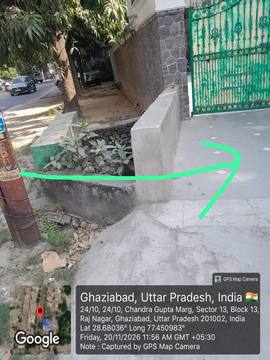 GPS Map Camera
Ghaziabad, Uttar Pradesh, India 🇮🇳
24/10, 24/10, Chandra Gupta Marg, Sector 13, Block 13,
Raj Nagar, Ghaziabad, Uttar Pradesh 201002, India
Lat 28.68036° Long 77.450983°
Friday, 20/11/2026 11:56 AM GMT +05:30
Note : Captured by GPS Map Camera
Google